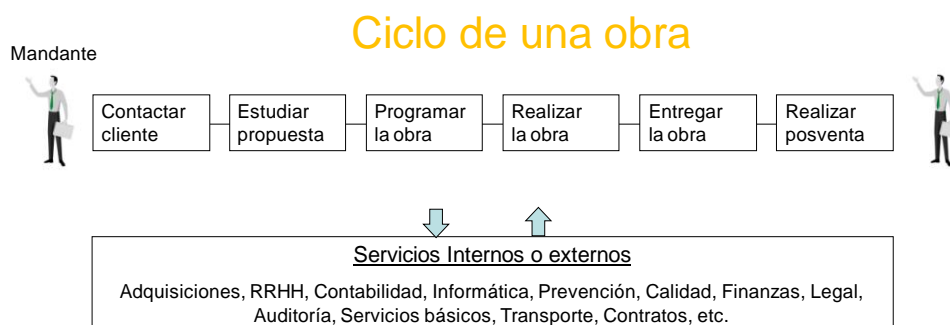 Ciclo de una obra
Mandante
Contactar
cliente
Estudiar
propuesta
Programar
la obra
Realizar
la obra
Entregar
la obra
Realizar
posventa
Servicios Internos o externos
Adquisiciones, RRHH, Contabilidad, Informática, Prevención, Calidad, Finanzas, Legal,
Auditoría, Servicios básicos, Transporte, Contratos, etc.